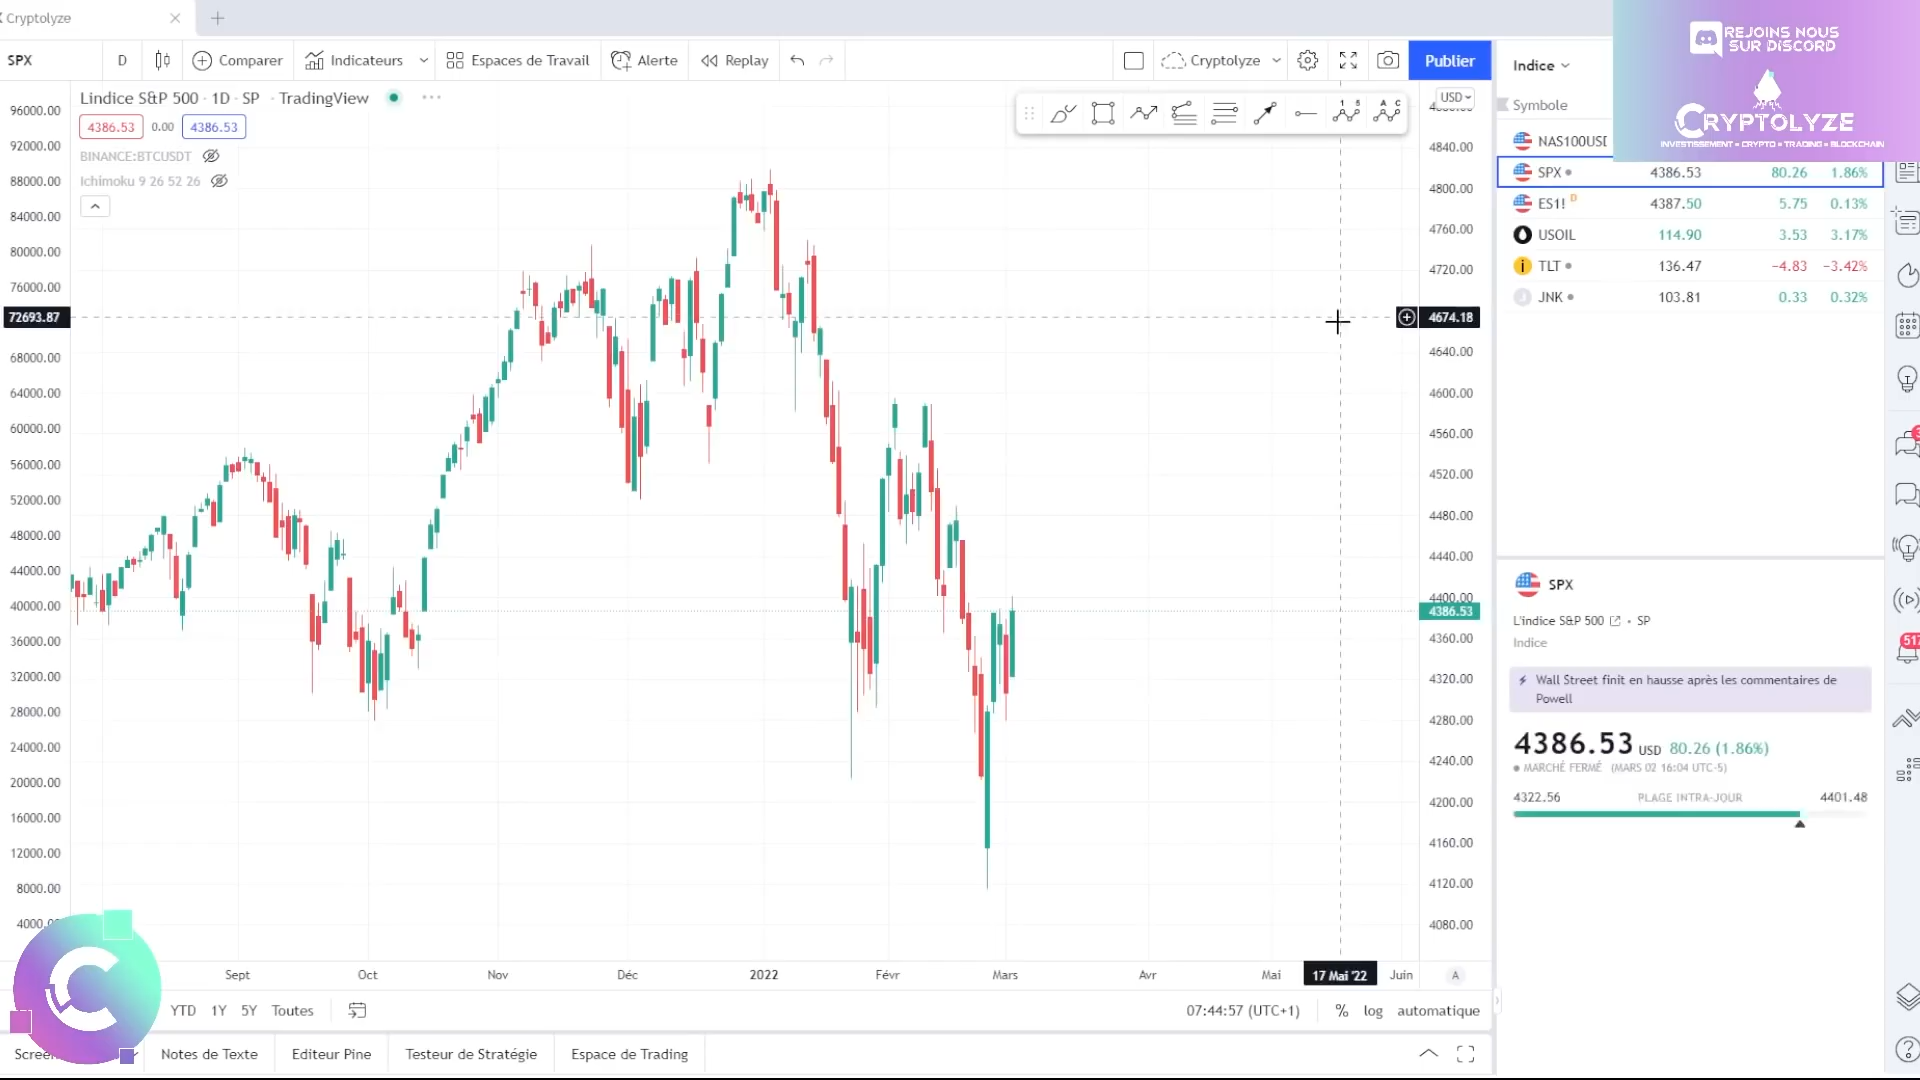 Cryptolyze
SPX
D
Comparer
Indicateurs
Espaces de Travail
Alerte
Replay
Cryptolyze
Publier
Lindice S&P 500 · 1D · SP · TradingView
4386.53 0.00 4386.53
BINANCE:BTCUSDT
Ichimoku 9 26 52 26
96000.00
92000.00
88000.00
84000.00
80000.00
76000.00
72693.87
68000.00
64000.00
60000.00
56000.00
52000.00
48000.00
44000.00
40000.00
36000.00
32000.00
28000.00
24000.00
20000.00
16000.00
12000.00
8000.00
USD
4840.00
4800.00
4760.00
4720.00
4674.18
4640.00
4600.00
4560.00
4520.00
4480.00
4440.00
4400.00
4386.53
4360.00
4320.00
4280.00
4240.00
4200.00
4160.00
4120.00
4080.00
Sept Oct Nov Déc 2022 Févr Mars Avr Mai 17 Mai '22 Juin A
YTD 1Y 5Y Toutes
07:44:57 (UTC+1) % log automatique
Notes de Texte
Editeur Pine
Testeur de Stratégie
Espace de Trading
REJOINS NOUS
SUR DISCORD
CRYPTOLYZE
INVESTISSEMENT • CRYPTO • TRADING • BLOCKCHAIN
Indice
Symbole
NAS100USD
SPX 4386.53 80.26 1.86%
ES1! D 4387.50 5.75 0.13%
USOIL 114.90 3.53 3.17%
TLT 136.47 −4.83 −3.42%
JNK 103.81 0.33 0.32%
SPX
L'indice S&P 500 • SP
Indice
Wall Street finit en hausse après les commentaires de
Powell
4386.53 USD 80.26 (1.86%)
MARCHÉ FERMÉ (MARS 02 16:04 UTC-5)
4322.56 PLAGE INTRA-JOUR 4401.48